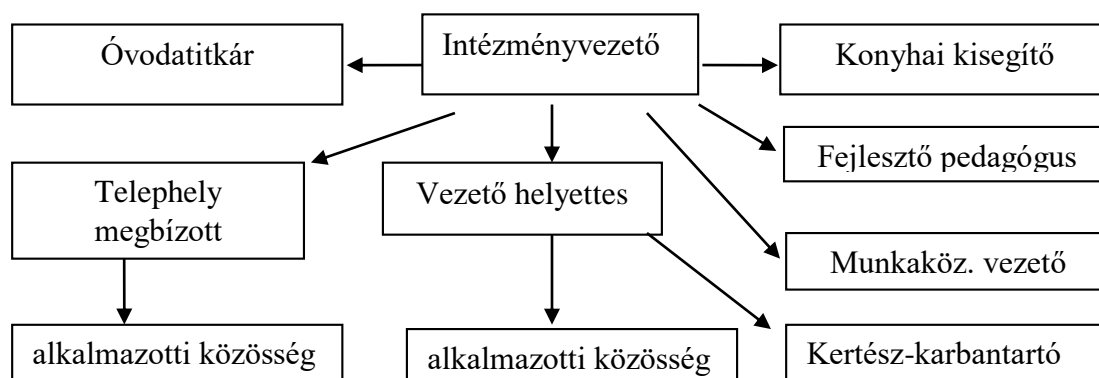 Óvodatitkár
Intézményvezető
Konyhai kisegítő
Fejlesztő pedagógus
Telephely
megbízott
Vezető helyettes
Munkaköz. vezető
alkalmazotti közösség
alkalmazotti közösség
Kertész-karbantartó